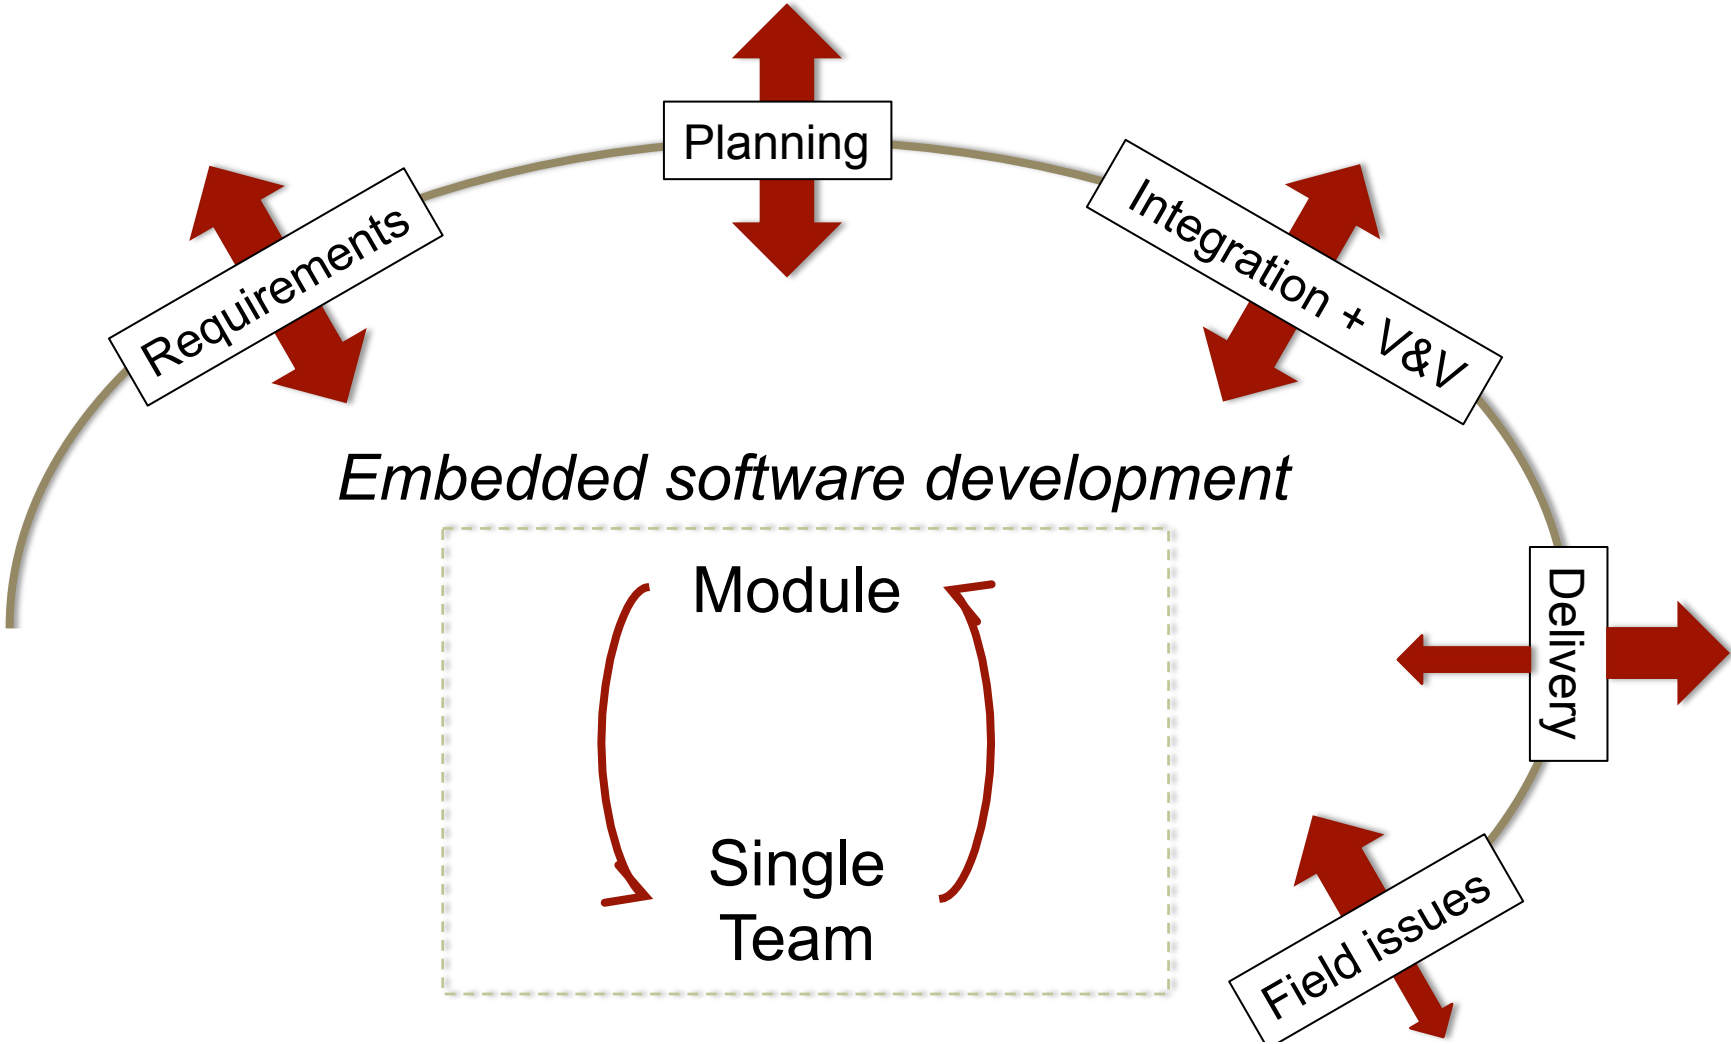 Planning
Requirements
Integration + V&V
Embedded software development
Module
Delivery
Single
Team
Field issues